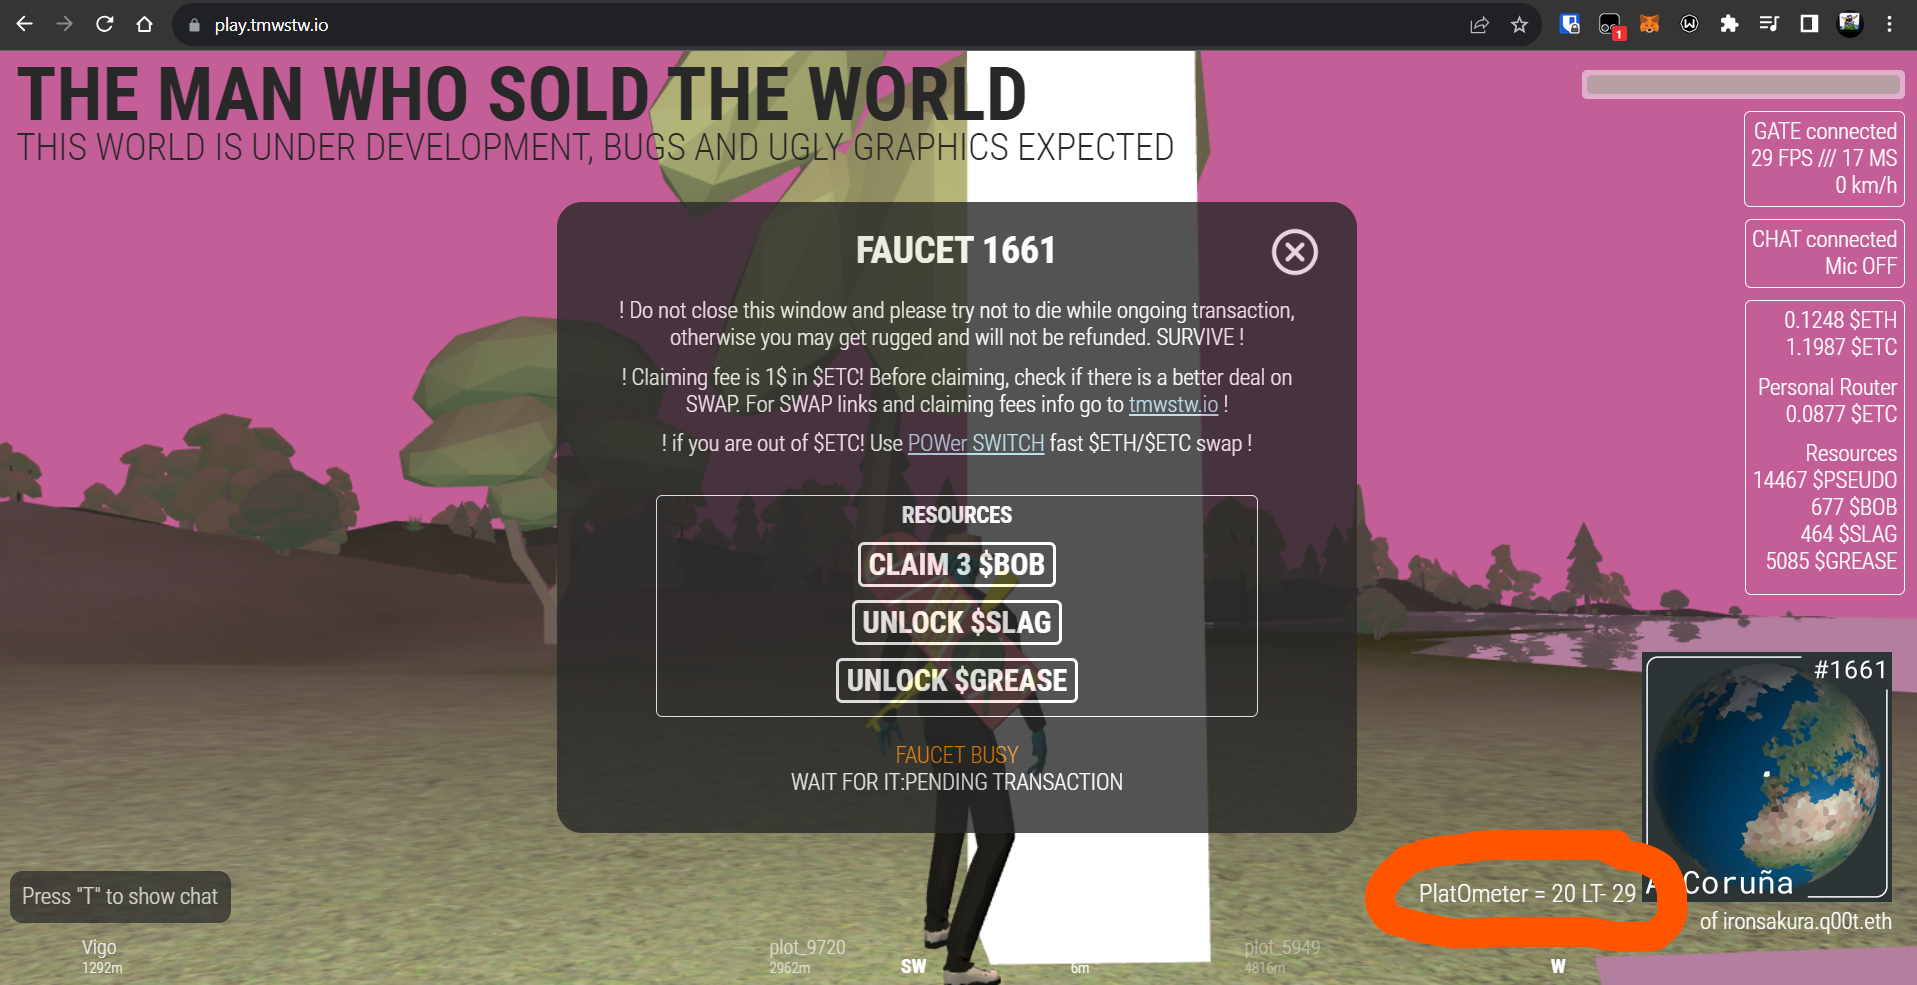 play.tmwstw.io
1
THE MAN WHO SOLD THE WORLD
THIS WORLD IS UNDER DEVELOPMENT, BUGS AND UGLY GRAPHICS EXPECTED
GATE connected
29 FPS /// 17 MS
0 km/h
CHAT connected
Mic OFF
0.1248 $ETH
1.1987 $ETC
Personal Router
0.0877 $ETC
Resources
14467 $PSEUDO
677 $BOB
464 $SLAG
5085 $GREASE
FAUCET 1661
! Do not close this window and please try not to die while ongoing transaction,
otherwise you may get rugged and will not be refunded. SURVIVE !
! Claiming fee is 1$ in $ETC! Before claiming, check if there is a better deal on
SWAP. For SWAP links and claiming fees info go to tmwstw.io !
! if you are out of $ETC! Use POWer SWITCH fast $ETH/$ETC swap !
RESOURCES
CLAIM 3 $BOB
UNLOCK $SLAG
UNLOCK $GREASE
FAUCET BUSY
WAIT FOR IT:PENDING TRANSACTION
#1661
A Coruña
PlatOmeter = 20 LT- 29
of ironsakura.q00t.eth
Press "T" to show chat
Vigo
1292m
plot_9720
2962m
SW
6m
plot_5949
4816m
W